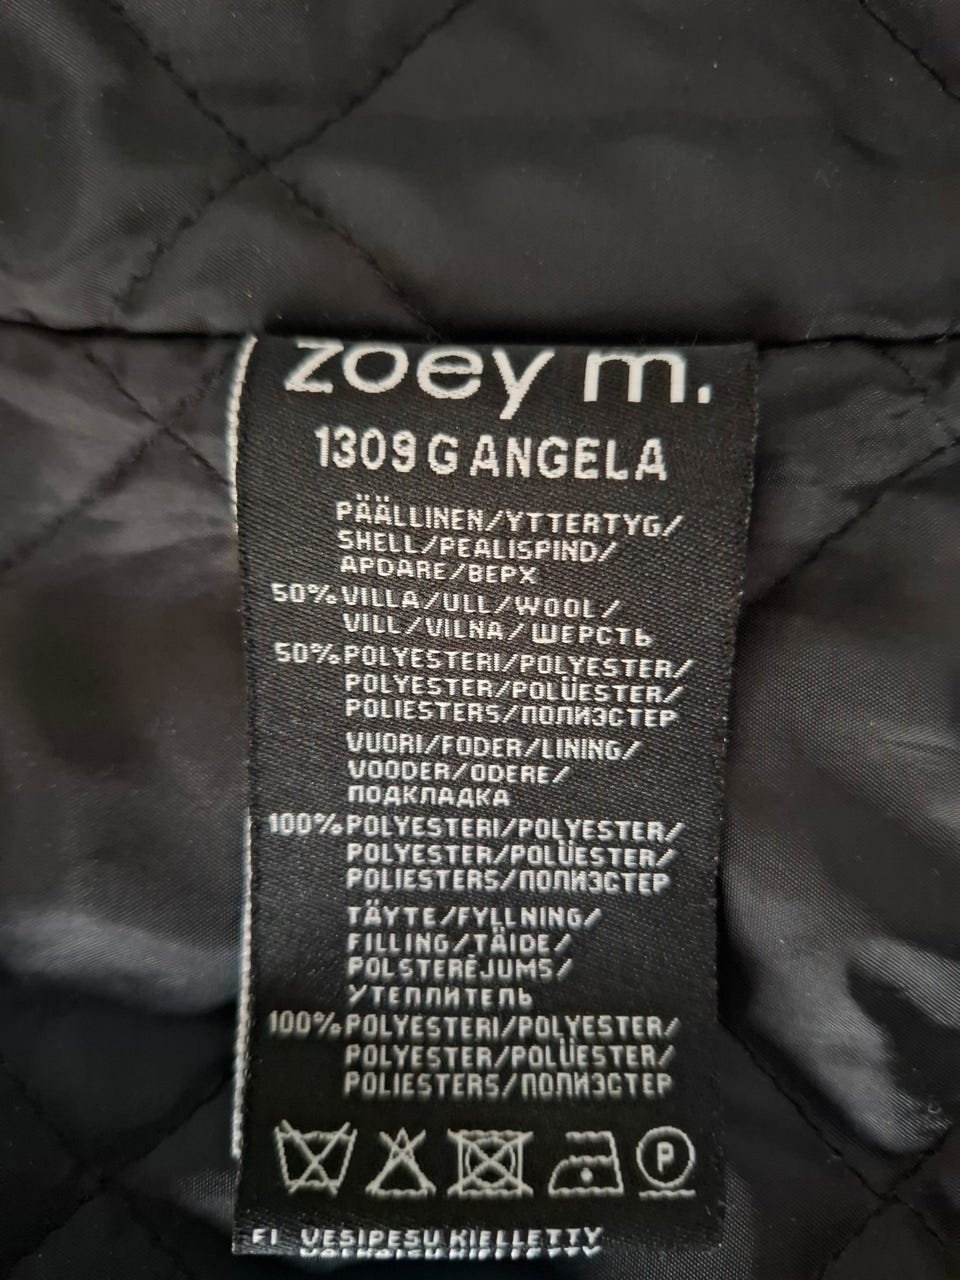 zoey m.
1309 G ANGELA
PÄÄLLINEN/YTTERTYG/
SHELL/PEALISPIND/
APDARE/ВЕРХ
50% VILLA/ULL/WOOL/
VILL/VILNA/ШЕРСТЬ
50% POLYESTERI/POLYESTER/
POLYESTER/POLÜESTER/
POLIESTERS/ПОЛИЭСТЕР
VUORI/FODER/LINING/
VOODER/ODERE/
ПОДКЛАДКА
100% POLYESTERI/POLYESTER/
POLYESTER/POLÜESTER/
POLIESTERS/ПОЛИЭСТЕР
TÄYTE/FYLLNING/
FILLING/TÄIDE/
POLSTERĒJUMS/
УТЕПЛИТЕЛЬ
100% POLYESTERI/POLYESTER/
POLYESTER/POLÜESTER/
POLIESTERS/ПОЛИЭСТЕР
P
FI VESIPESU KIELLETTY